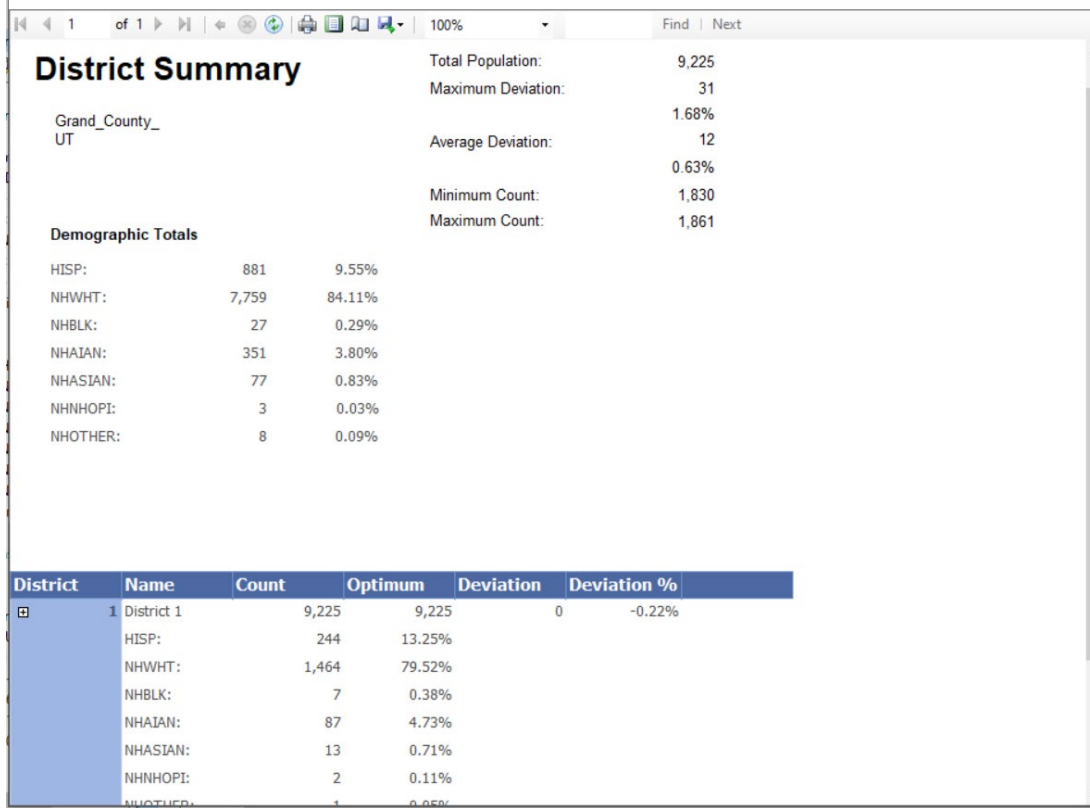 1 of 1 100% Find | Next
District Summary
Grand_County_
UT
Total Population: 9,225
Maximum Deviation: 31
1.68%
Average Deviation: 12
0.63%
Minimum Count: 1,830
Maximum Count: 1,861
Demographic Totals
HISP: 881 9.55%
NHWHT: 7,759 84.11%
NHBLK: 27 0.29%
NHAIAN: 351 3.80%
NHASIAN: 77 0.83%
NHNHOPI: 3 0.03%
NHOTHER: 8 0.09%
District Name Count Optimum Deviation Deviation %
1 District 1 9,225 9,225 0 -0.22%
HISP: 244 13.25%
NHWHT: 1,464 79.52%
NHBLK: 7 0.38%
NHAIAN: 87 4.73%
NHASIAN: 13 0.71%
NHNHOPI: 2 0.11%
NHOTHER: 1